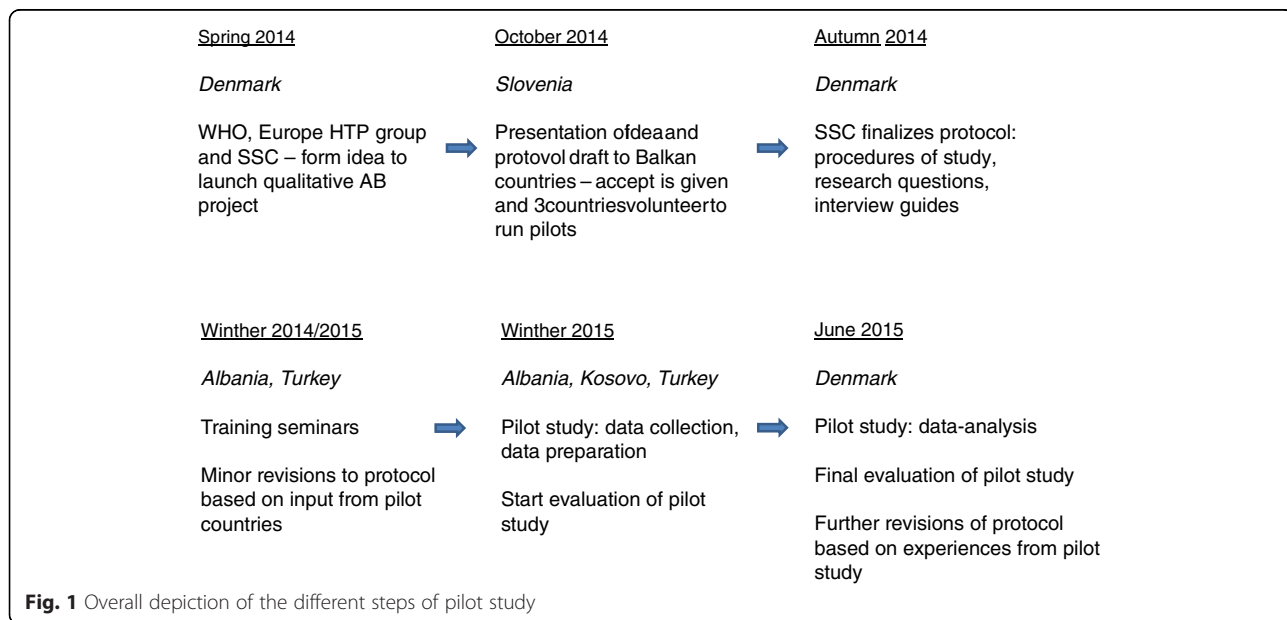 Spring 2014
Denmark
WHO, Europe HTP group
and SSC – form idea to
launch qualitative AB
project
October 2014
Slovenia
Presentation ofdeaand
protovol draft to Balkan
countries – accept is given
and 3countriesvolunteerto
run pilots
Autumn 2014
Denmark
SSC finalizes protocol:
procedures of study,
research questions,
interview guides
Winther 2014/2015
Albania, Turkey
Training seminars
Minor revisions to protocol
based on input from pilot
countries
Winther 2015
Albania, Kosovo, Turkey
Pilot study: data collection,
data preparation
Start evaluation of pilot
study
June 2015
Denmark
Pilot study: data-analysis
Final evaluation of pilot study
Further revisions of protocol
based on experiences from pilot
study
Fig. 1 Overall depiction of the different steps of pilot study